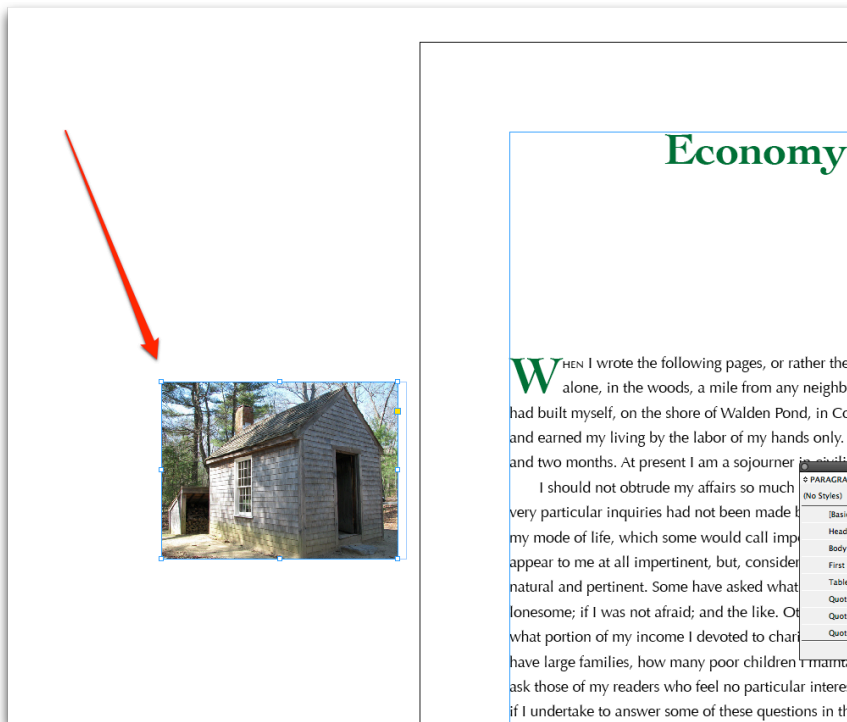 Economy
WHEN I wrote the following pages, or rather the
alone, in the woods, a mile from any neighb
had built myself, on the shore of Walden Pond, in Co
and earned my living by the labor of my hands only.
and two months. At present I am a sojourner in civili
I should not obtrude my affairs so much
very particular inquiries had not been made b
my mode of life, which some would call impe
appear to me at all impertinent, but, consider
natural and pertinent. Some have asked what
lonesome; if I was not afraid; and the like. Ot
what portion of my income I devoted to chari
have large families, how many poor children I mainta
ask those of my readers who feel no particular interes
if I undertake to answer some of these questions in th
PARAGRA
(No Styles)
[Basi
Head
Body
First
Table
Quot
Quot
Quot